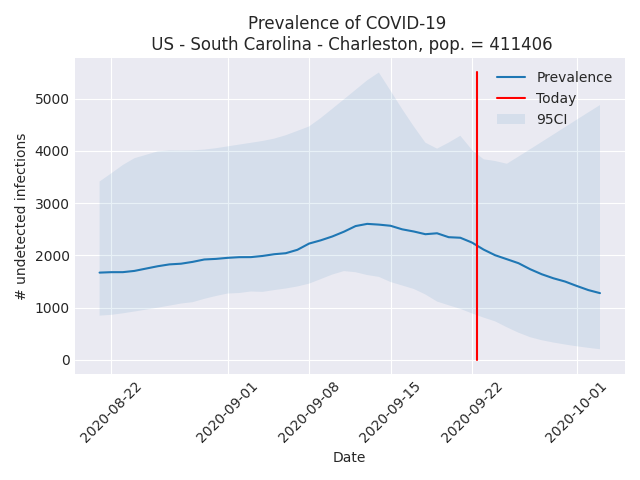 Prevalence of COVID-19
US - South Carolina - Charleston, pop. = 411406
Prevalence
Today
95CI
# undetected infections
5000
4000
3000
2000
1000
0
2020-08-22
2020-09-01
2020-09-08
2020-09-15
2020-09-22
2020-10-01
Date